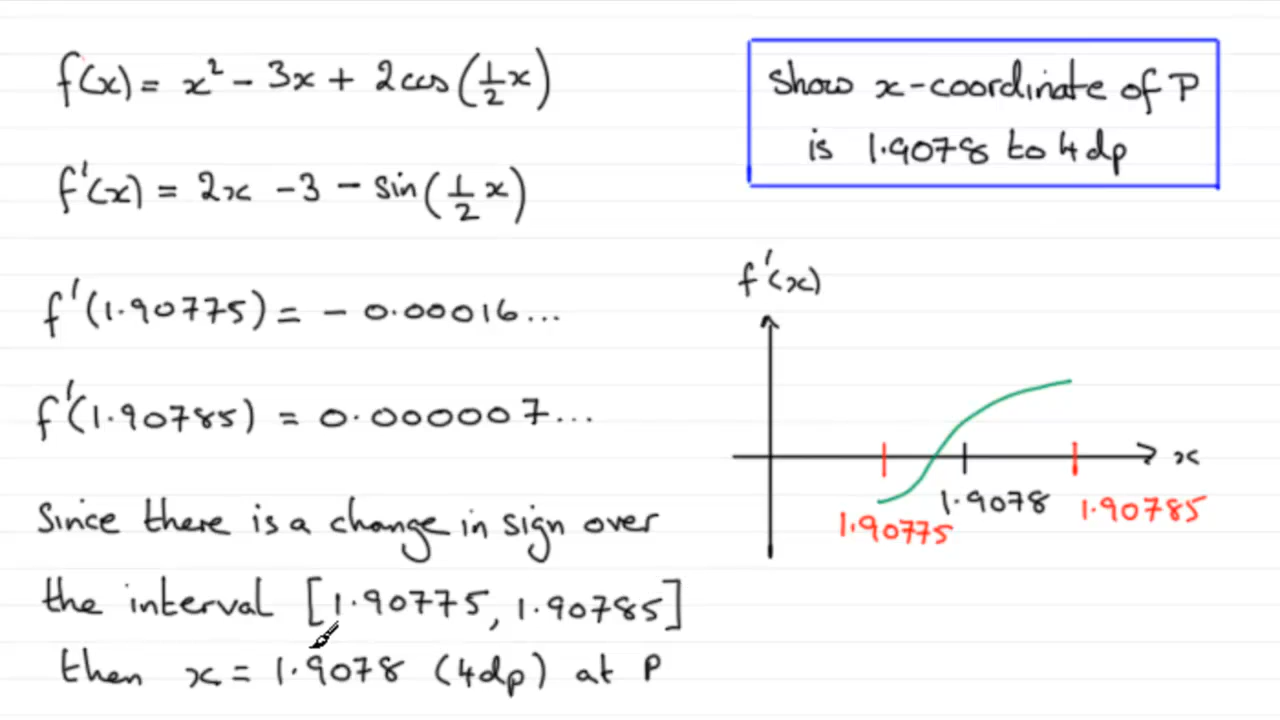 f(x) = x² - 3x + 2cos(½x)
f'(x) = 2x - 3 - sin(½x)
f'(1.90775) = - 0.00016...
f'(1.90785) = 0.000007...
Since there is a change in sign over
the interval [1.90775, 1.90785]
then x = 1.9078 (4dp) at P
Show x-coordinate of P
is 1.9078 to 4dp
f'(x)
x
1.90775
1.9078
1.90785